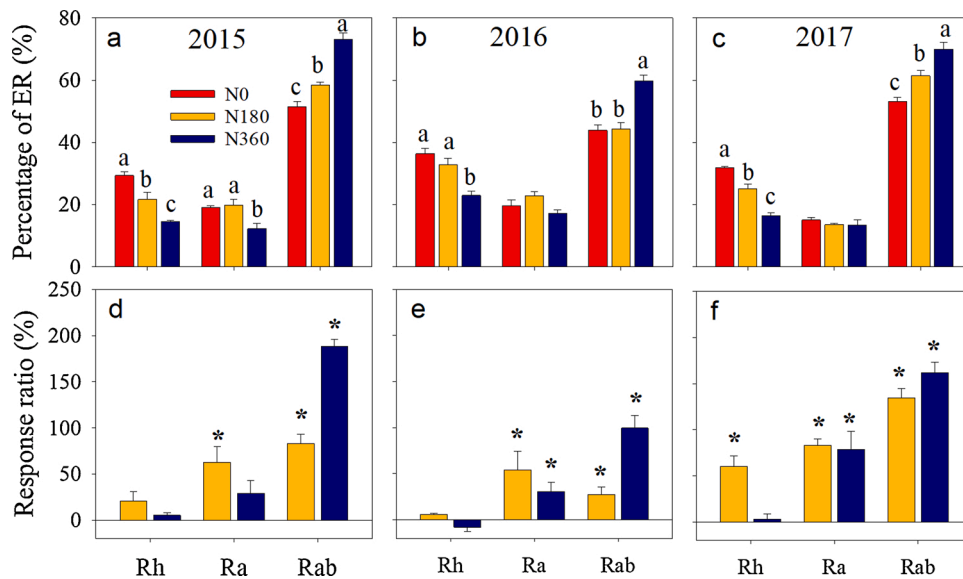 Percentage of ER (%)
80
60
40
20
0
a 2015
N0
N180
N360
a
b
c
a
a
b
c
b
a
b 2016
a
a
b
b
b
a
c 2017
a
b
c
c
b
a
Response ratio (%)
250
200
150
100
50
0
d
*
*
*
e
*
*
*
*
f
*
*
*
*
*
Rh Ra Rab
Rh Ra Rab
Rh Ra Rab